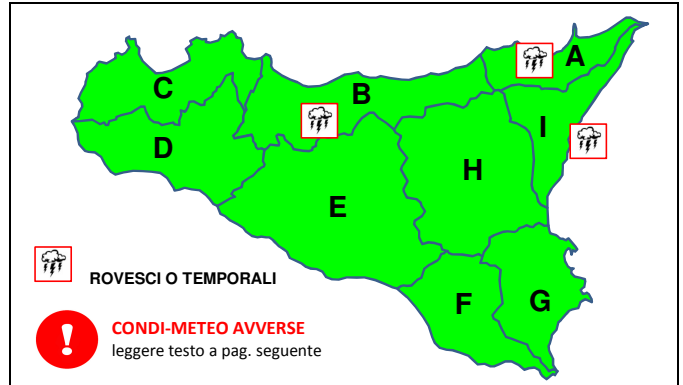 A
C
B
I
D
H
E
ROVESCI O TEMPORALI
F
G
CONDI-METEO AVVERSE
leggere testo a pag. seguente